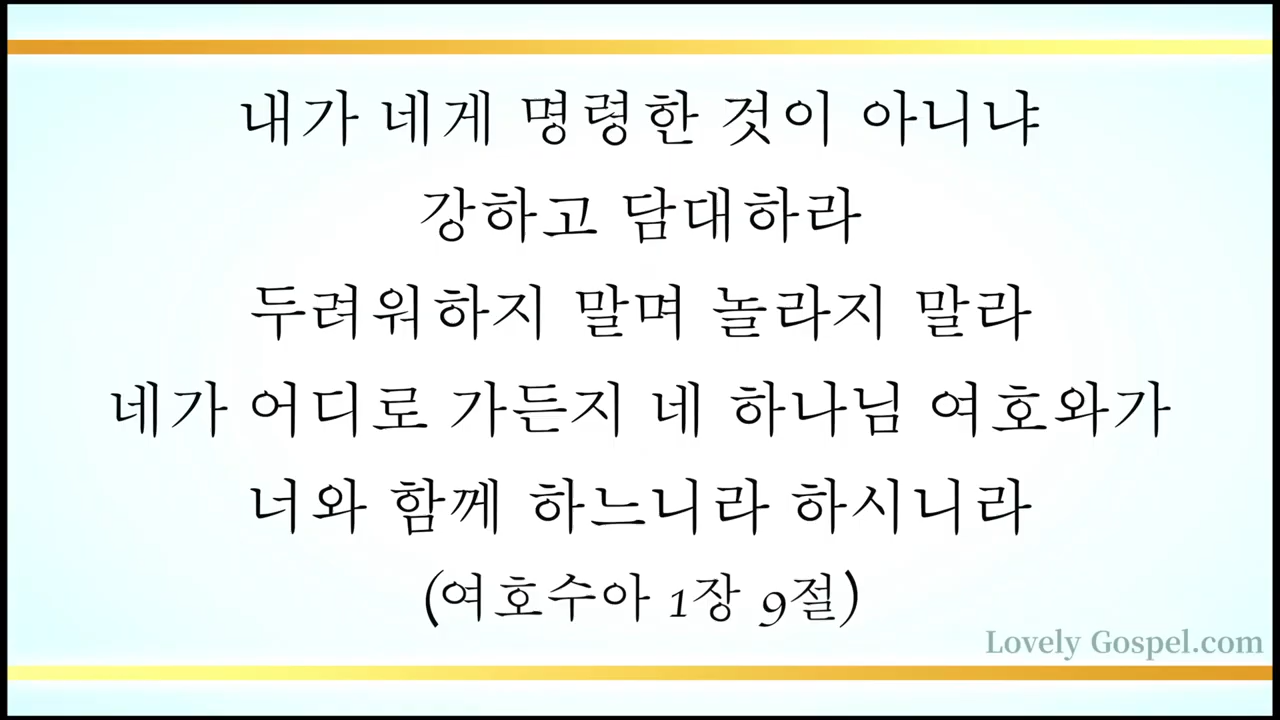 내가 네게 명령한 것이 아니냐
강하고 담대하라
두려워하지 말며 놀라지 말라
네가 어디로 가든지 네 하나님 여호와가
너와 함께 하느니라 하시니라
(여호수아 1장 9절)
Lovely Gospel.com